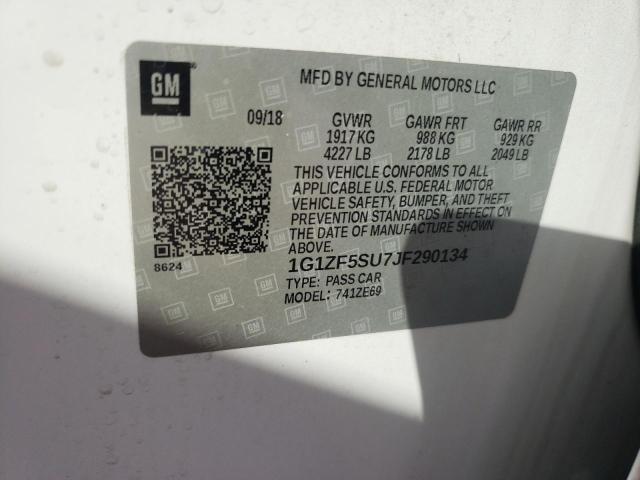 GM
MFD BY GENERAL MOTORS LLC
09/18 GVWR GAWR FRT GAWR RR
1917 KG 988 KG 929 KG
4227 LB 2178 LB 2049 LB
THIS VEHICLE CONFORMS TO ALL
APPLICABLE U.S. FEDERAL MOTOR
VEHICLE SAFETY, BUMPER, AND THEFT
PREVENTION STANDARDS IN EFFECT ON
THE DATE OF MANUFACTURE SHOWN
ABOVE.
8624
1G1ZF5SU7JF290134
TYPE: PASS CAR
MODEL: 741ZE69